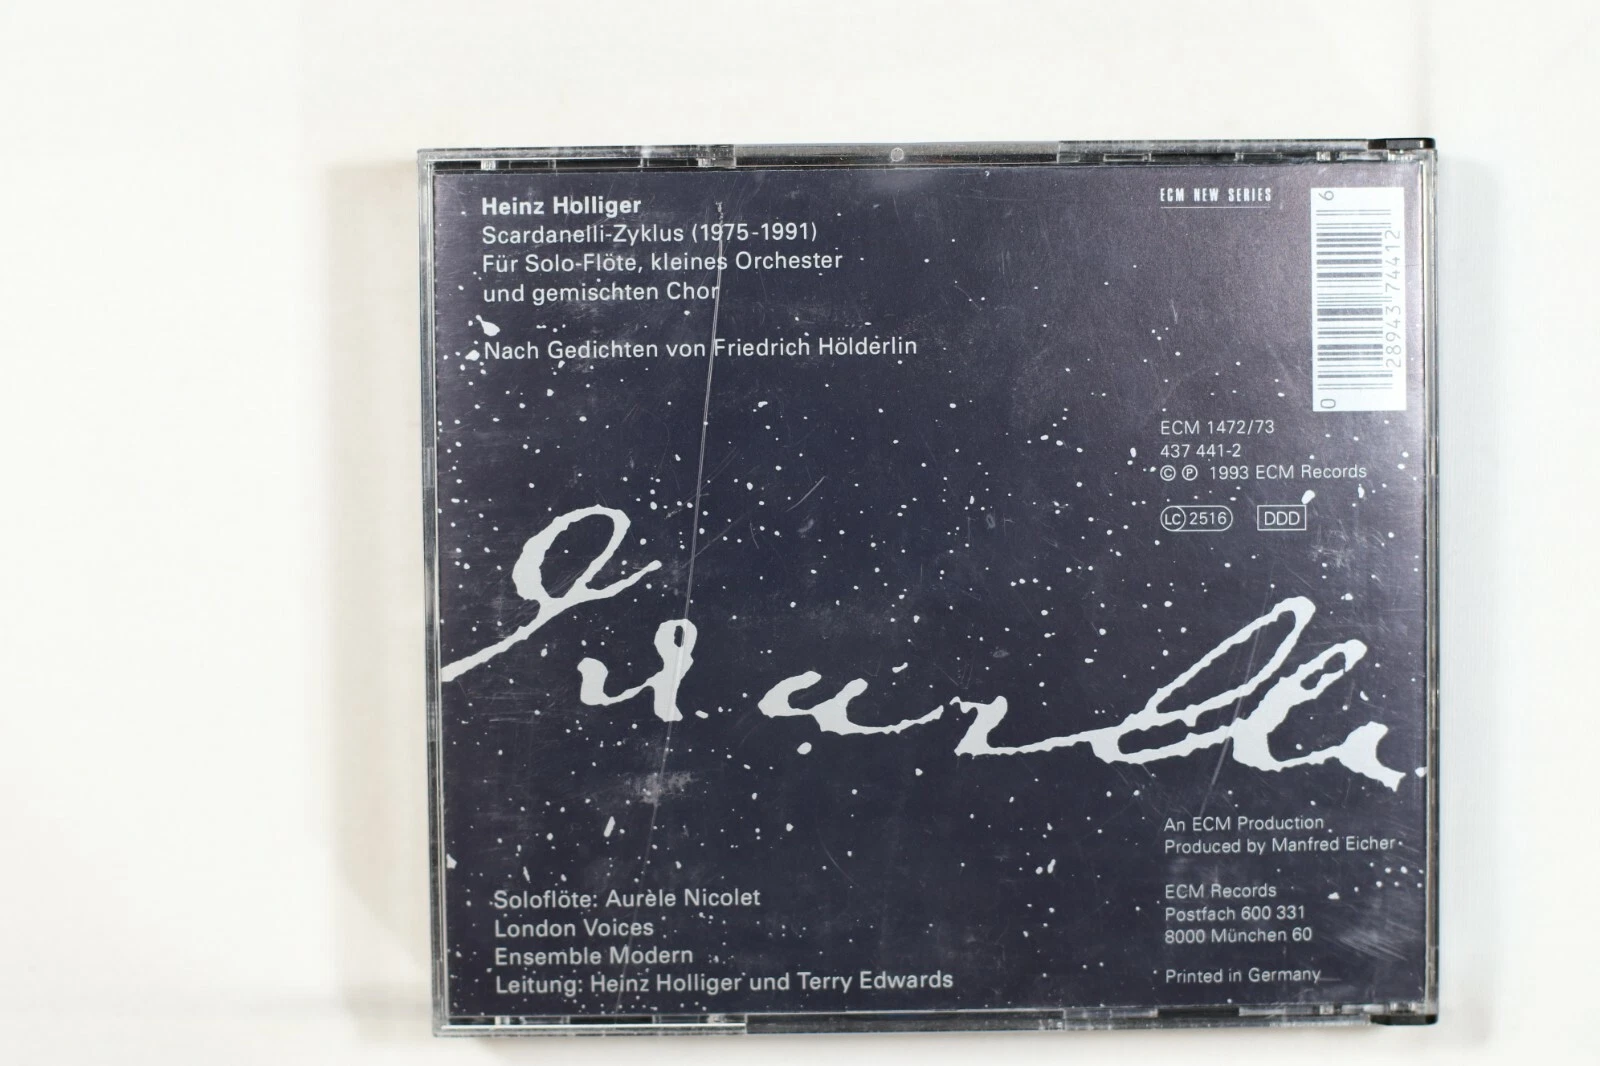 Heinz Holliger
Scardanelli-Zyklus (1975-1991)
Für Solo-Flöte, kleines Orchester
und gemischten Chor
Nach Gedichten von Friedrich Hölderlin
ECM NEW SERIES
0 28943 74412 6
ECM 1472/73
437 441-2
© ℗ 1993 ECM Records
LC 2516 DDD
Soloflöte: Aurèle Nicolet
London Voices
Ensemble Modern
Leitung: Heinz Holliger und Terry Edwards
An ECM Production
Produced by Manfred Eicher
ECM Records
Postfach 600 331
8000 München 60
Printed in Germany